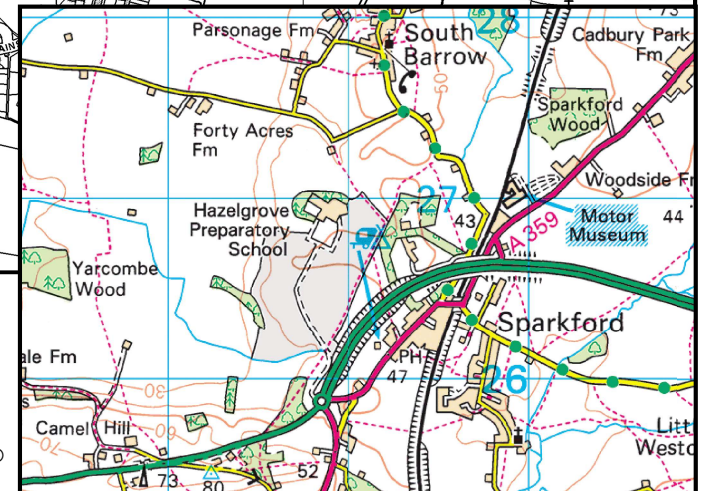 28
73
Parsonage Fm
South
Barrow
Cadbury Park
Fm
50
Sparkford
Wood
Forty Acres
Fm
Woodside
27
43
Hazelgrove
Preparatory
School
A 359
Motor
Museum
44
Yarcombe
Wood
Sparkford
ale Fm
PH
47
26
30
s
Camel Hill
60
Litt
Westo
52
73
80
70